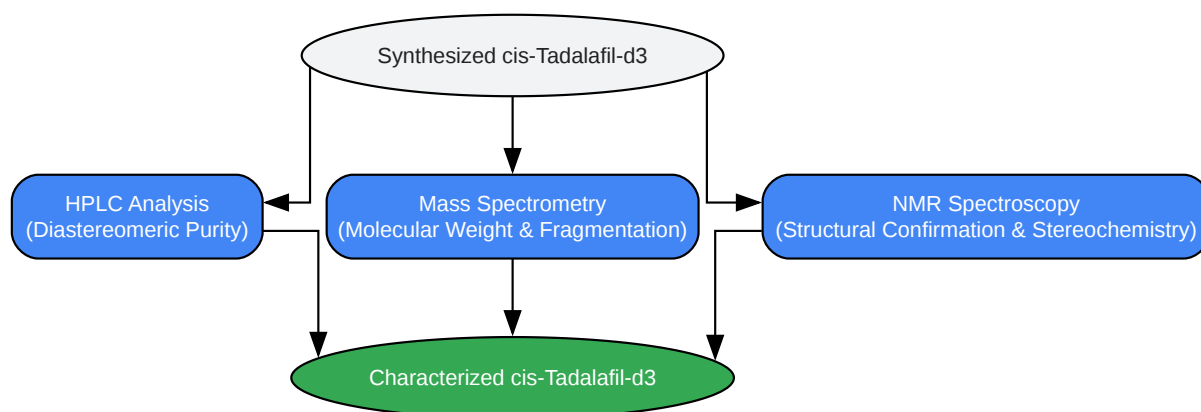 Synthesized cis-Tadalafil-d3
HPLC Analysis
(Diastereomeric Purity)
Mass Spectrometry
(Molecular Weight & Fragmentation)
NMR Spectroscopy
(Structural Confirmation & Stereochemistry)
Characterized cis-Tadalafil-d3